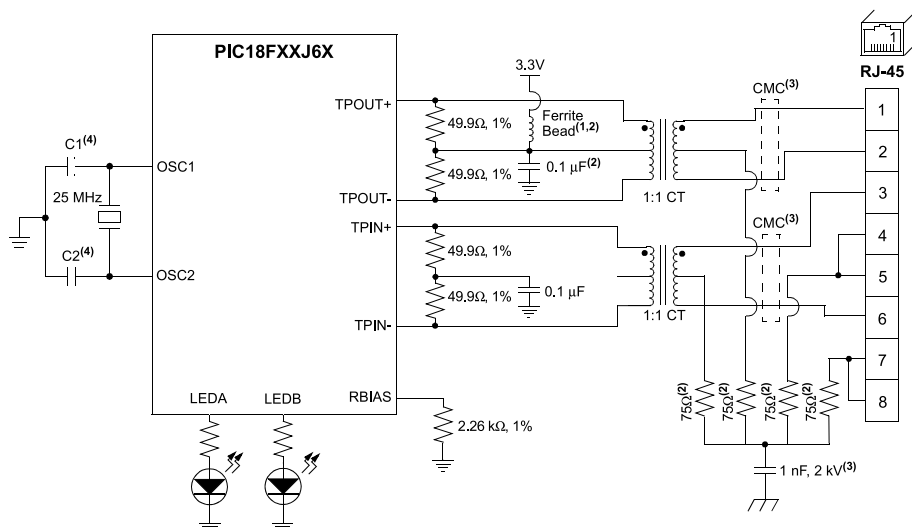 PIC18FXXJ6X
1
RJ-45
3.3V
CMC(3)
TPOUT+
1
49.9Ω, 1%
Ferrite
Bead(1,2)
C1(4)
OSC1
2
0.1 µF(2)
49.9Ω, 1%
25 MHz
TPOUT-
1:1 CT
3
TPIN+
CMC(3)
4
C2(4)
49.9Ω, 1%
OSC2
5
0.1 µF
49.9Ω, 1%
6
TPIN-
1:1 CT
7
LEDA
LEDB
RBIAS
75Ω(2)
75Ω(2)
75Ω(2)
75Ω(2)
8
2.26 kΩ, 1%
1 nF, 2 kV(3)